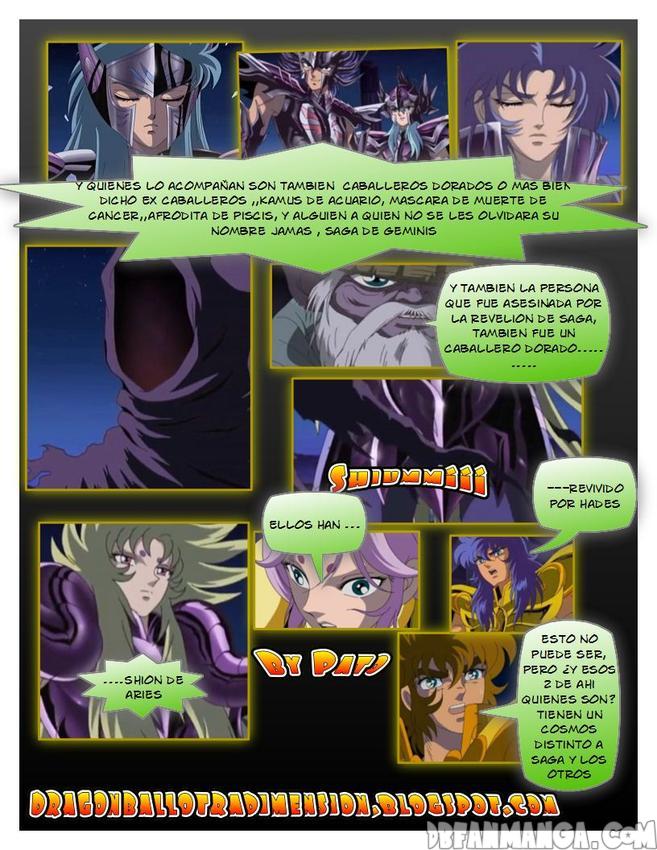 Y QUIENES LO ACOMPAÑAN SON TAMBIEN CABALLEROS DORADOS O MAS BIEN
DICHO EX CABALLEROS ,,KAMUS DE ACUARIO, MASCARA DE MUERTE DE
CANCER,,AFRODITA DE PISCIS, Y ALGUIEN A QUIEN NO SE LES OLVIDARA SU
NOMBRE JAMAS , SAGA DE GEMINIS
Y TAMBIEN LA PERSONA
QUE FUE ASESINADA POR
LA REVELION DE SAGA,
TAMBIEN FUE UN
CABALLERO DORADO-----
-----
SHIUMMIII
---REVIVIDO
POR HADES
ELLOS HAN ---
----SHION DE
ARIES
BY PATJ
ESTO NO
PUEDE SER,
PERO ¿Y ESOS
2 DE AHI
QUIENES SON?
TIENEN UN
COSMOS
DISTINTO A
SAGA Y LOS
OTROS
DRAGONBALLOTRADIMENSION.BLOGSPOT.COM
DBFANMANGA.COM